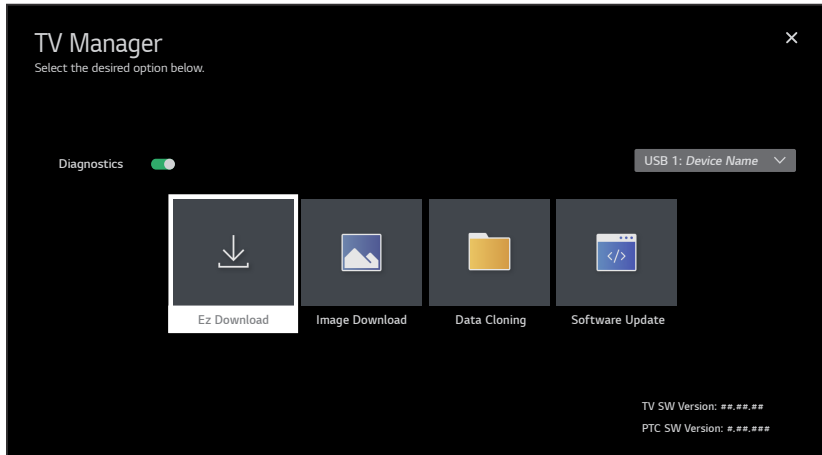 TV Manager
Select the desired option below.
Diagnostics
USB 1: Device Name
</>
Ez Download
Image Download
Data Cloning
Software Update
TV SW Version: ##.##.##
PTC SW Version: #.##.###